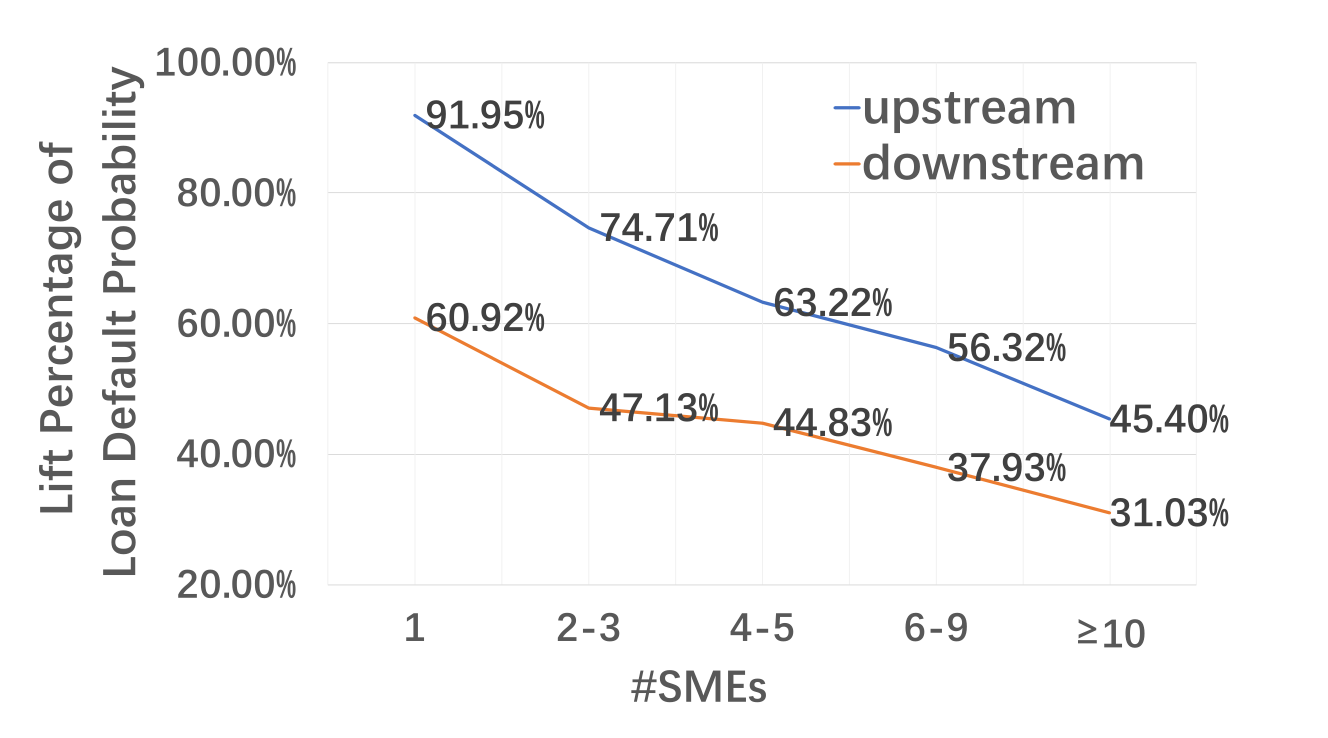 Lift Percentage of
Loan Default Probability
100.00%
80.00%
60.00%
40.00%
20.00%
upstream
downstream
91.95%
74.71%
63.22%
56.32%
45.40%
60.92%
47.13%
44.83%
37.93%
31.03%
1 2-3 4-5 6-9 ≥10
#SMEs